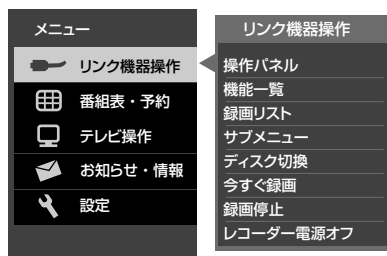 メニュー
リンク機器操作
番組表・予約
テレビ操作
お知らせ・情報
設定
リンク機器操作
操作パネル
機能一覧
録画リスト
サブメニュー
ディスク切換
今すぐ録画
録画停止
レコーダー電源オフ